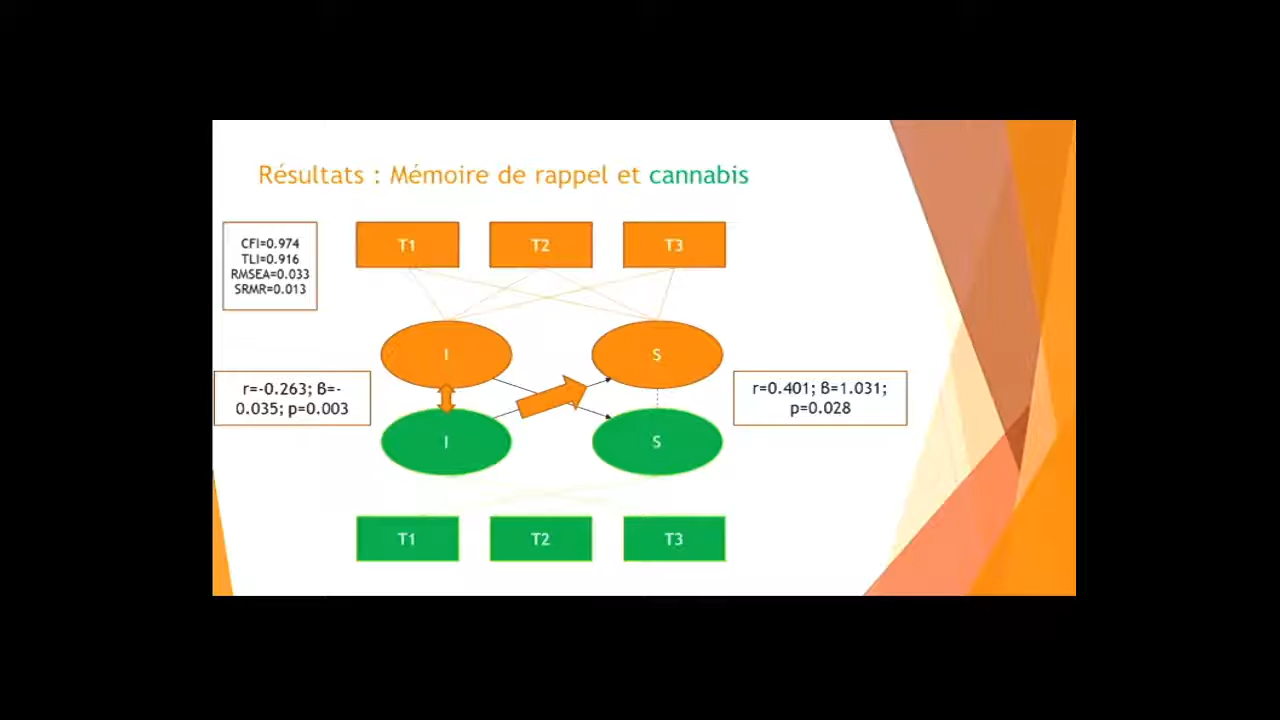 Résultats : Mémoire de rappel et cannabis
CFI=0.974
TLI=0.916
RMSEA=0.033
SRMR=0.013
T1
T2
T3
I
S
r=-0.263; β=-
0.035; p=0.003
r=0.401; β=1.031;
p=0.028
I
S
T1
T2
T3